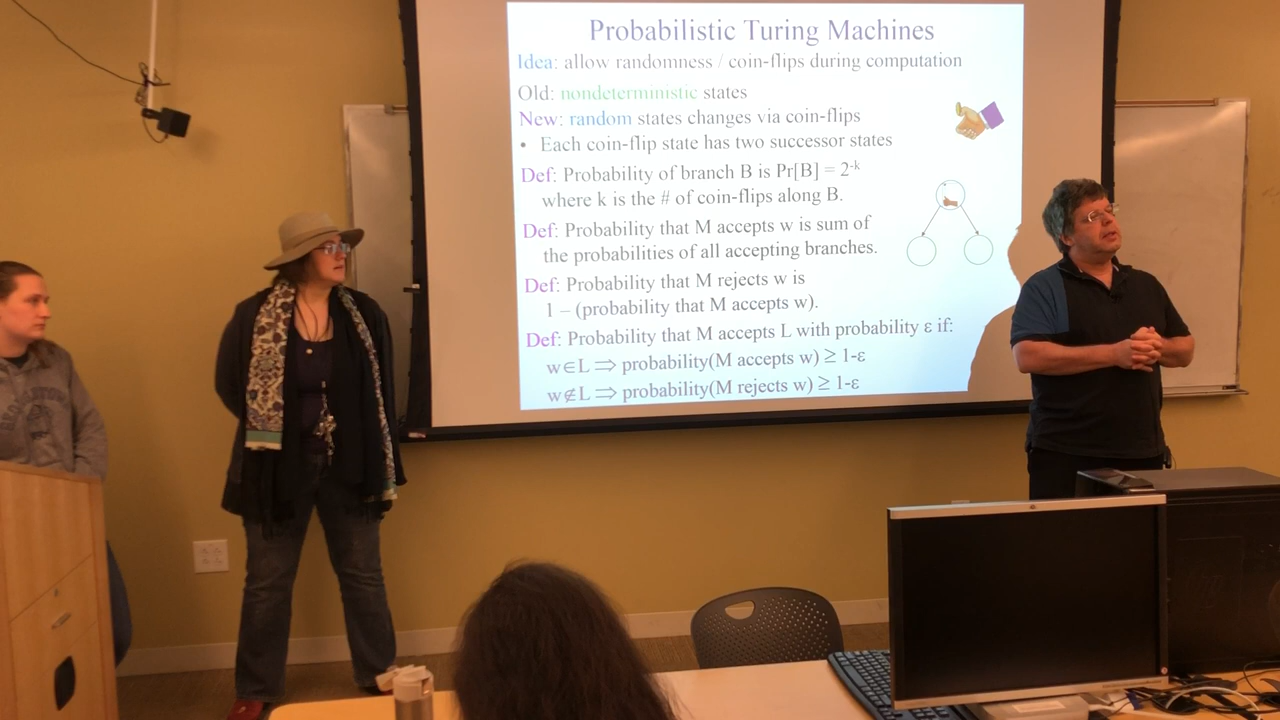 Probabilistic Turing Machines
Idea: allow randomness / coin-flips during computation
Old: nondeterministic states
New: random states changes via coin-flips
• Each coin-flip state has two successor states
Def: Probability of branch B is Pr[B] = 2^-k
where k is the # of coin-flips along B.
Def: Probability that M accepts w is sum of
the probabilities of all accepting branches.
Def: Probability that M rejects w is
1 – (probability that M accepts w).
Def: Probability that M accepts L with probability ε if:
w∈L ⇒ probability(M accepts w) ≥ 1-ε
w∉L ⇒ probability(M rejects w) ≥ 1-ε